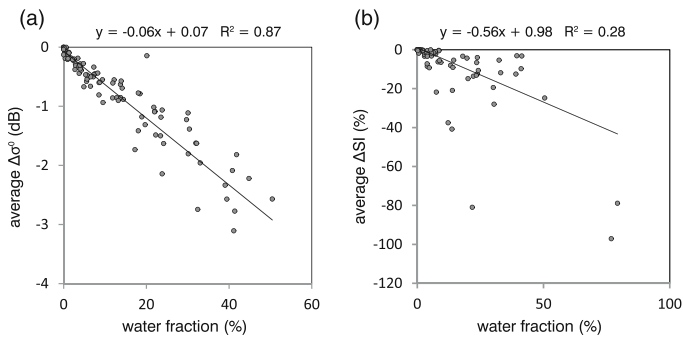 (a)
y = -0.06x + 0.07 R² = 0.87
0
-1
-2
-3
-4
average Δσ⁰ (dB)
0 20 40 60
water fraction (%)
(b)
y = -0.56x + 0.98 R² = 0.28
0
-20
-40
-60
-80
-100
-120
average ΔSI (%)
0 50 100
water fraction (%)